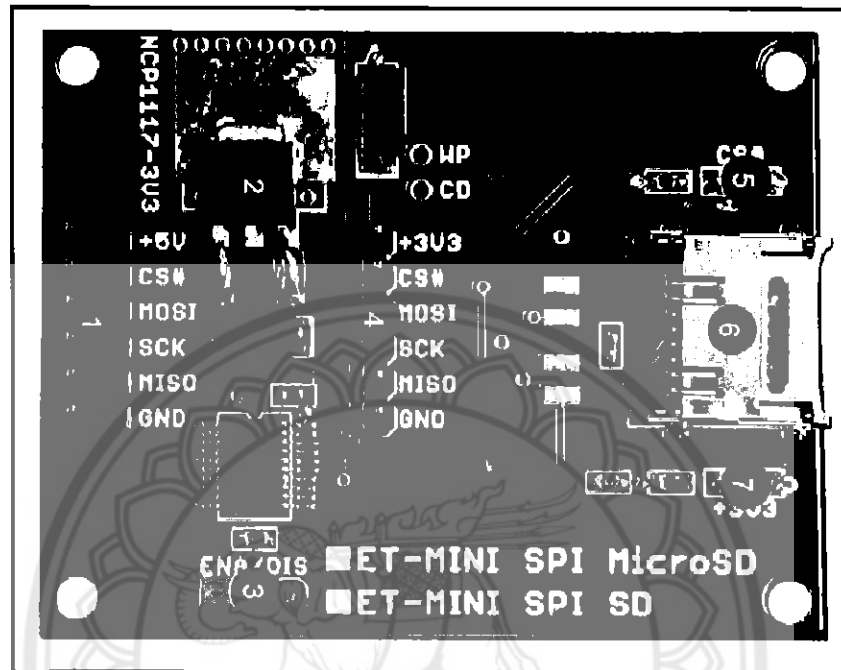 NCP1117-3V3
2
WP
CD
CS#
5
+5V
CS#
MOSI
SCK
MISO
GND
1
+3V3
CS#
MOSI
SCK
MISO
GND
4
6
7
+3V3
ENA/DIS
3
ET-MINI SPI MicroSD
ET-MINI SPI SD